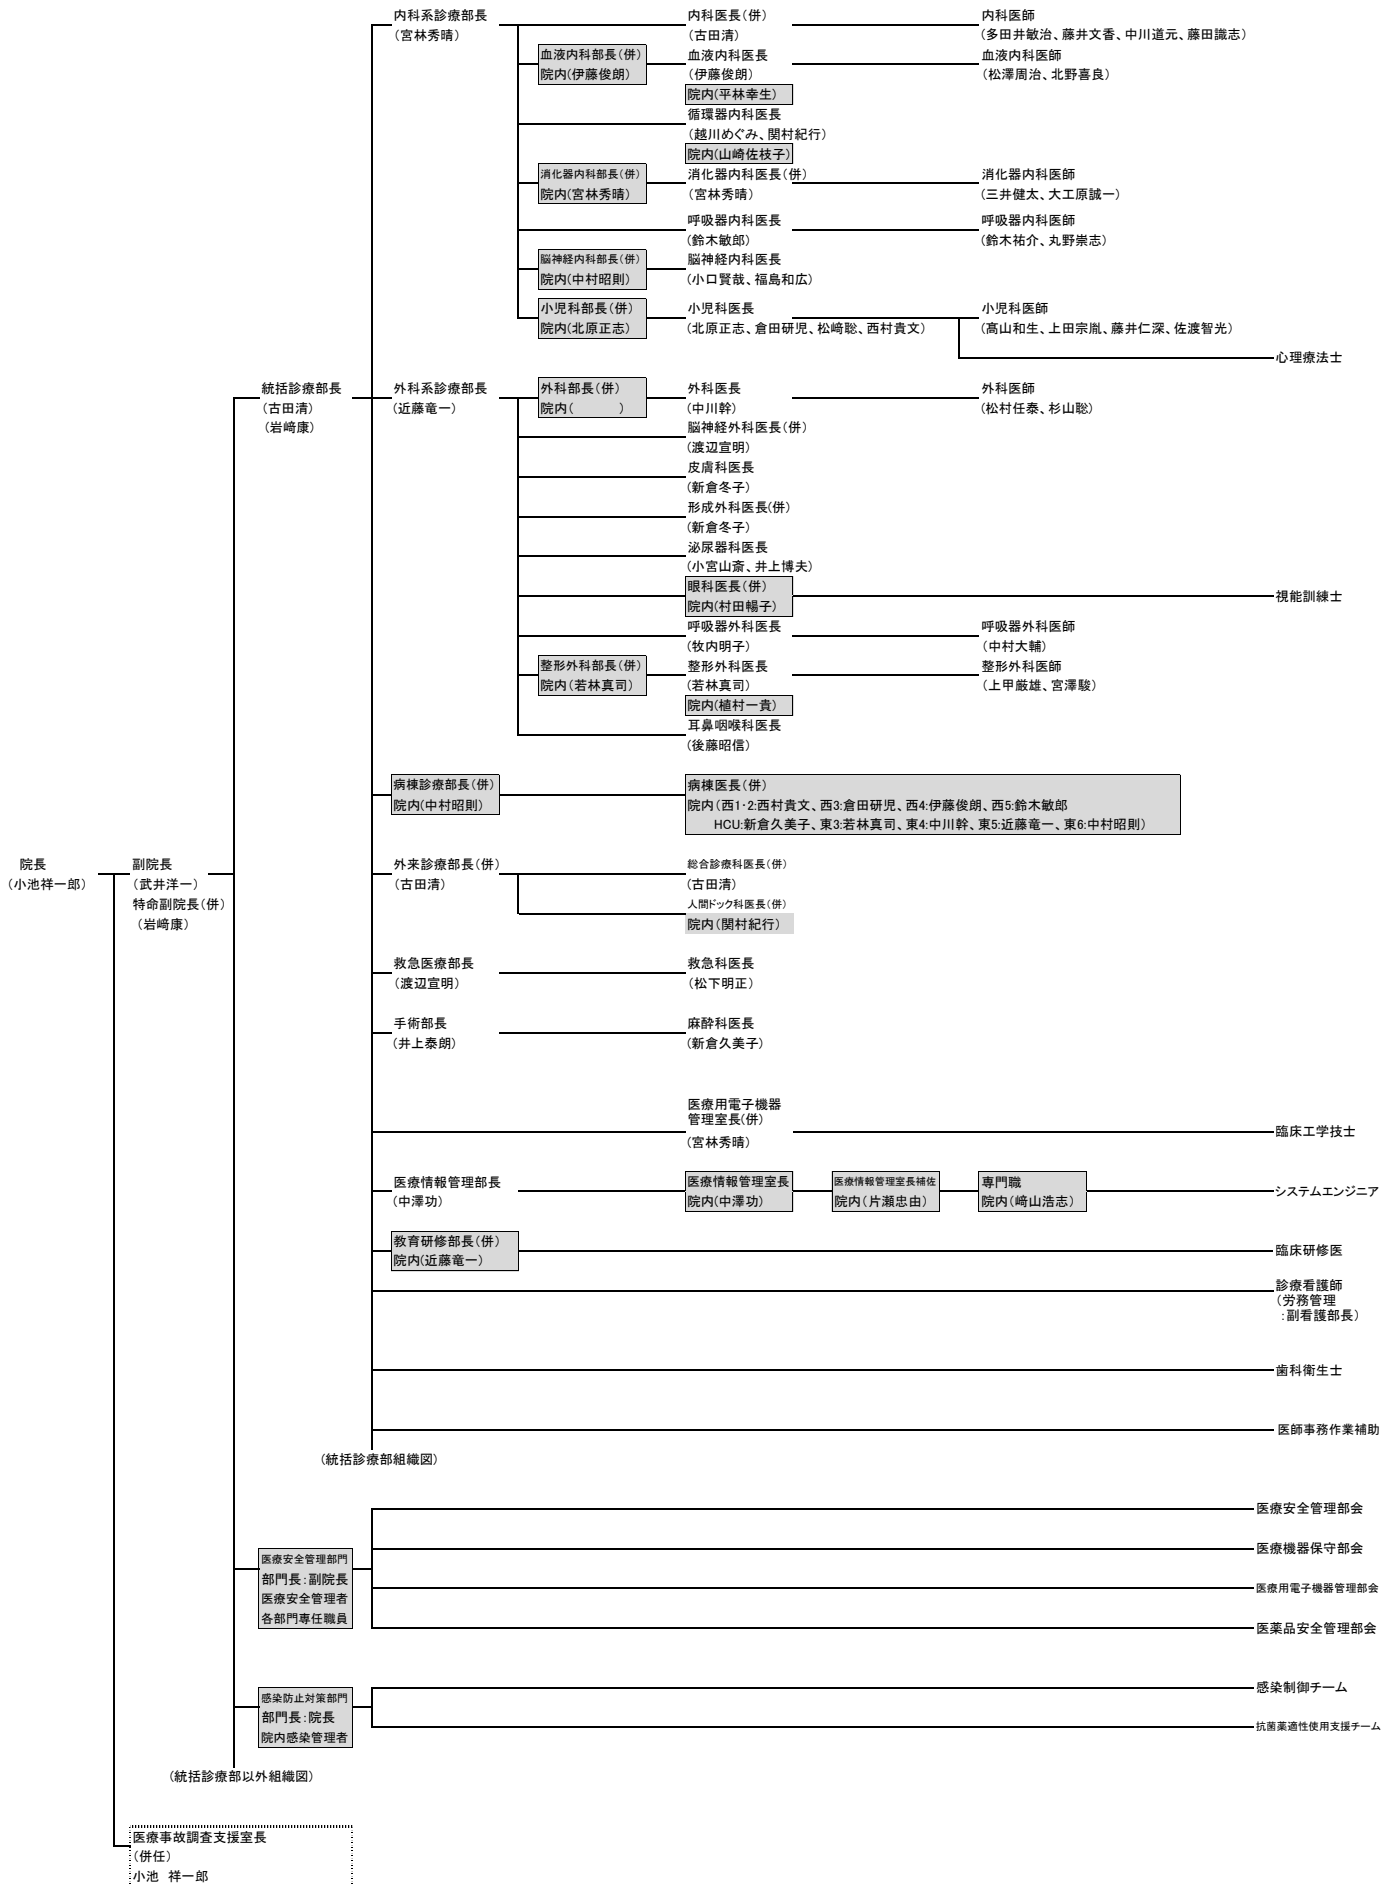 内科系診療部長
(宮林秀晴)
内科医長(併)
(古田清)
内科医師
(多田井敏治、藤井文香、中川道元、藤田識志)
血液内科部長(併)
院内(伊藤俊朗)
血液内科医長
(伊藤俊朗)
院内(平林幸生)
血液内科医師
(松澤周治、北野喜良)
循環器内科医長
(越川めぐみ、関村紀行)
院内(山崎佐枝子)
消化器内科部長(併)
院内(宮林秀晴)
消化器内科医長(併)
(宮林秀晴)
消化器内科医師
(三井健太、大工原誠一)
呼吸器内科医長
(鈴木敏郎)
呼吸器内科医師
(鈴木祐介、丸野崇志)
脳神経内科部長(併)
院内(中村昭則)
脳神経内科医長
(小口賢哉、福島和広)
小児科部長(併)
院内(北原正志)
小児科医長
(北原正志、倉田研児、松﨑聡、西村貴文)
小児科医師
(髙山和生、上田宗胤、藤井仁深、佐渡智光)
心理療法士
統括診療部長
(古田清)
(岩﨑康)
外科系診療部長
(近藤竜一)
外科部長(併)
院内(　　　)
外科医長
(中川幹)
外科医師
(松村任泰、杉山聡)
脳神経外科医長(併)
(渡辺宣明)
皮膚科医長
(新倉冬子)
形成外科医長(併)
(新倉冬子)
泌尿器科医長
(小宮山斎、井上博夫)
眼科医長(併)
院内(村田暢子)
視能訓練士
呼吸器外科医長
(牧内明子)
呼吸器外科医師
(中村大輔)
整形外科部長(併)
院内(若林真司)
整形外科医長
(若林真司)
院内(植村一貴)
整形外科医師
(上甲厳雄、宮澤駿)
耳鼻咽喉科医長
(後藤昭信)
病棟診療部長(併)
院内(中村昭則)
病棟医長(併)
院内(西1・2:西村貴文、西3:倉田研児、西4:伊藤俊朗、西5:鈴木敏郎
HCU:新倉久美子、東3:若林真司、東4:中川幹、東5:近藤竜一、東6:中村昭則)
院長
(小池祥一郎)
副院長
(武井洋一)
特命副院長(併)
(岩﨑康)
外来診療部長(併)
(古田清)
総合診療科医長(併)
(古田清)
人間ドック科医長(併)
院内(関村紀行)
救急医療部長
(渡辺宣明)
救急科医長
(松下明正)
手術部長
(井上泰朗)
麻酔科医長
(新倉久美子)
医療用電子機器
管理室長(併)
(宮林秀晴)
臨床工学技士
医療情報管理部長
(中澤功)
医療情報管理室長
院内(中澤功)
医療情報管理室長補佐
院内(片瀬忠由)
専門職
院内(﨑山浩志)
システムエンジニア
教育研修部長(併)
院内(近藤竜一)
臨床研修医
診療看護師
(労務管理
:副看護部長)
歯科衛生士
医師事務作業補助
(統括診療部組織図)
医療安全管理部会
医療安全管理部門
部門長:副院長
医療安全管理者
各部門専任職員
医療機器保守部会
医療用電子機器管理部会
医薬品安全管理部会
感染防止対策部門
部門長:院長
院内感染管理者
感染制御チーム
抗菌薬適性使用支援チーム
(統括診療部以外組織図)
医療事故調査支援室長
(併任)
小池　祥一郎